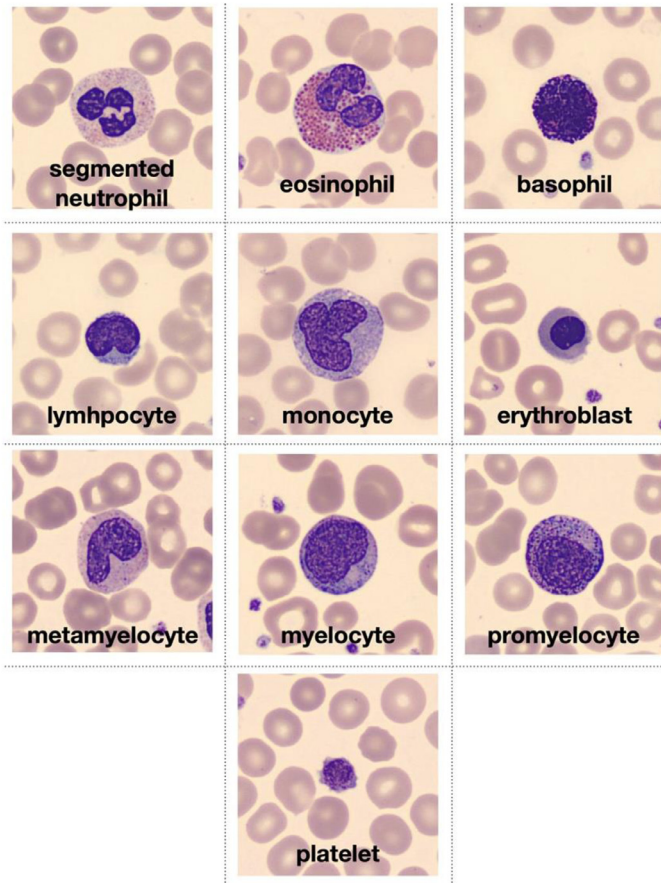 segmented
neutrophil
eosinophil
basophil
lymhpocyte
monocyte
erythroblast
metamyelocyte
myelocyte
promyelocyte
platelet